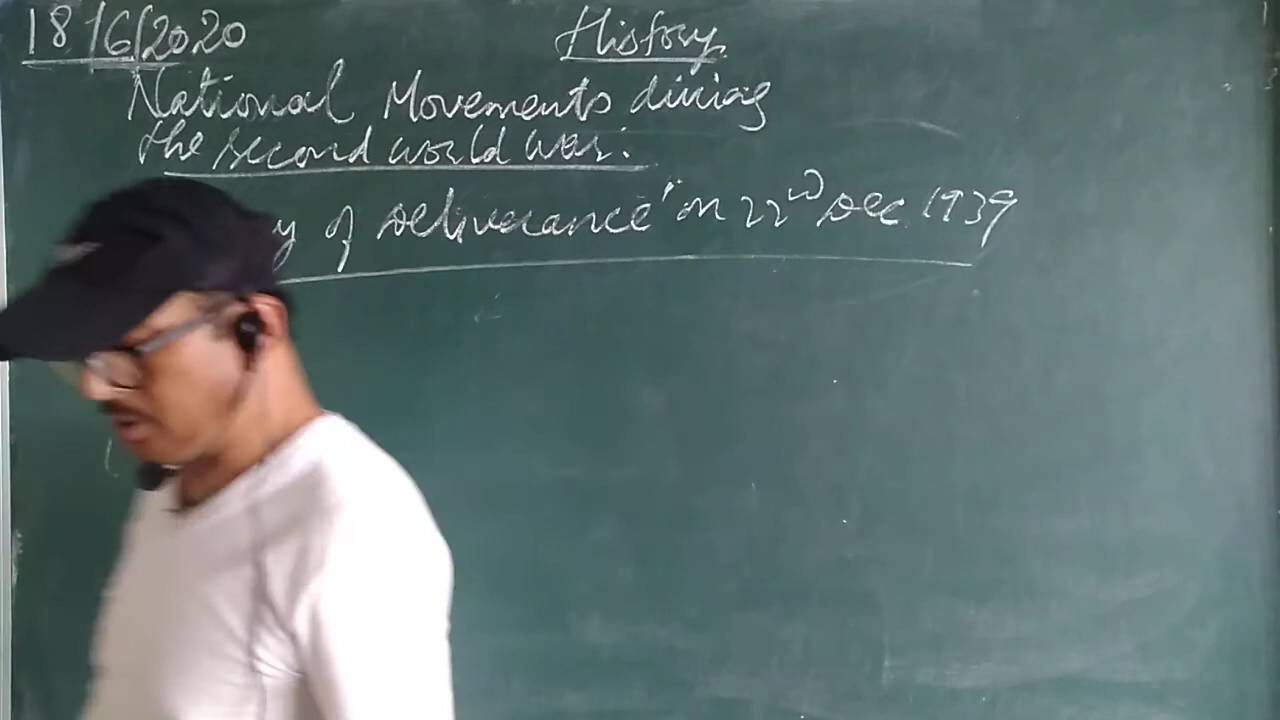 18/6/2020
History
National Movements during
the second world war:
y of Deliverance" on 22nd Dec 1939